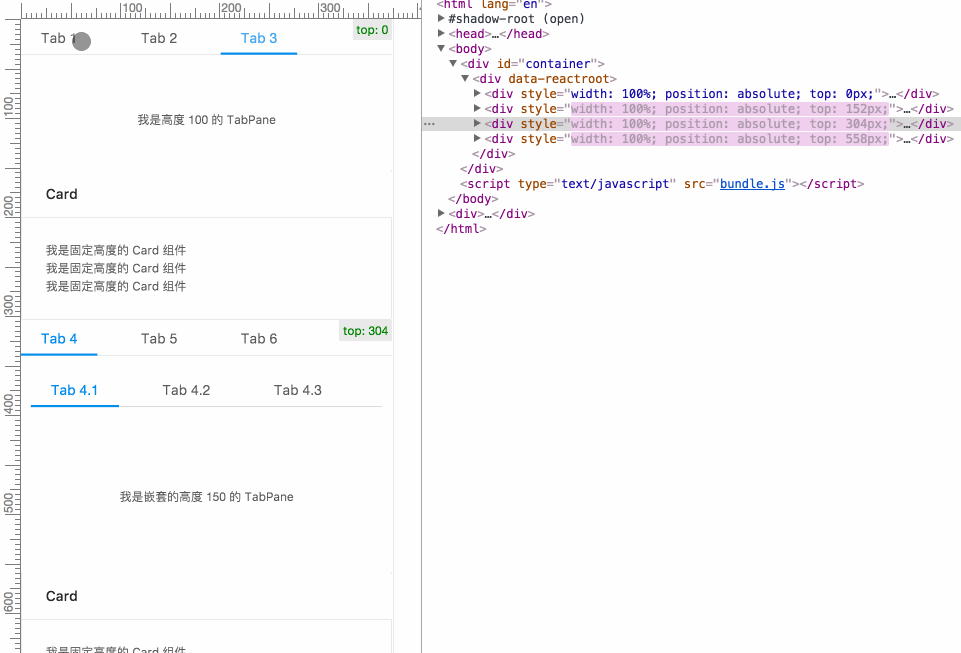 100 200 300
Tab 1 Tab 2 Tab 3 top: 0
100
我是高度 100 的 TabPane
200
Card
我是固定高度的 Card 组件
我是固定高度的 Card 组件
我是固定高度的 Card 组件
300
Tab 4 Tab 5 Tab 6 top: 304
Tab 4.1 Tab 4.2 Tab 4.3
400
我是嵌套的高度 150 的 TabPane
500
Card
600
我是固定高度的 Card 组件
<html lang="en">
#shadow-root (open)
<head>…</head>
<body>
<div id="container">
<div data-reactroot>
<div style="width: 100%; position: absolute; top: 0px;">…</div>
<div style="width: 100%; position: absolute; top: 152px;">…</div>
<div style="width: 100%; position: absolute; top: 304px;">…</div>
<div style="width: 100%; position: absolute; top: 558px;">…</div>
</div>
</div>
<script type="text/javascript" src="bundle.js"></script>
</body>
<div>…</div>
</html>